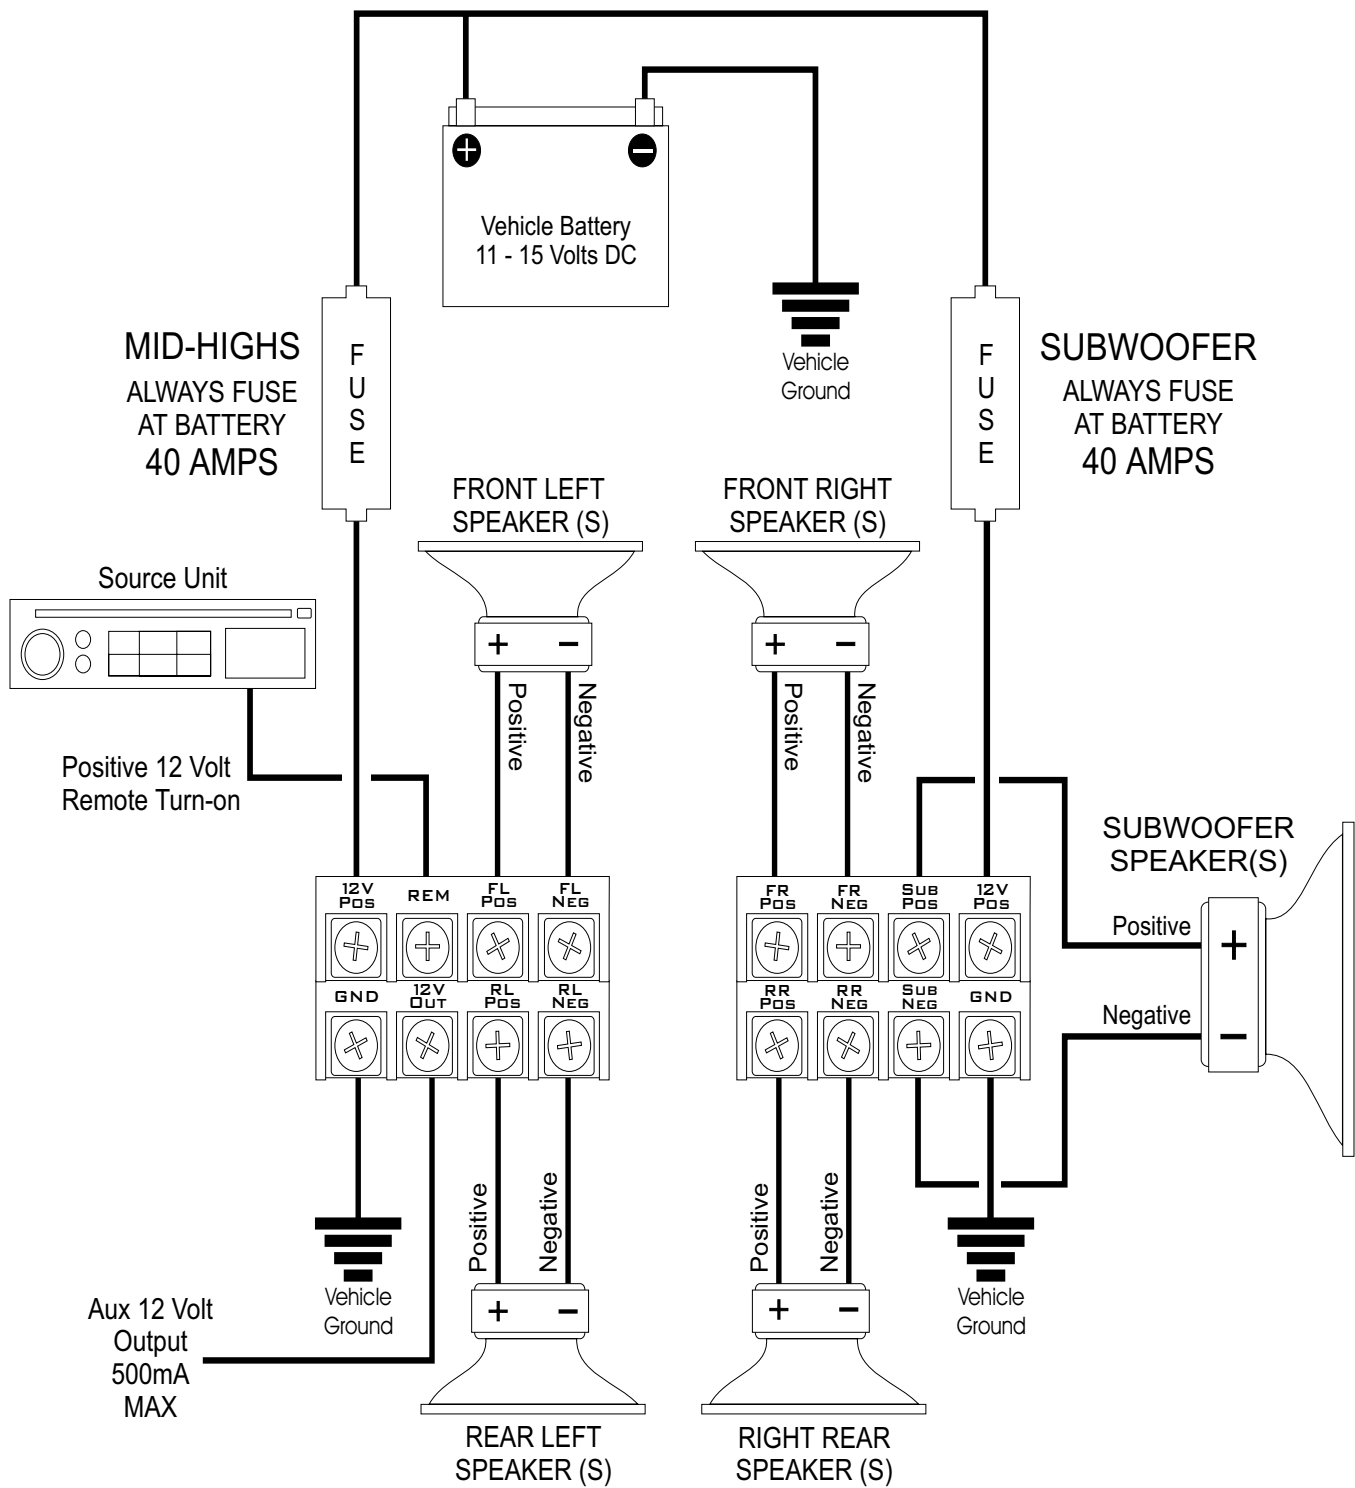 +
−
Vehicle Battery
11 - 15 Volts DC
Vehicle
Ground
MID-HIGHS
ALWAYS FUSE
AT BATTERY
40 AMPS
FUSE
FUSE
SUBWOOFER
ALWAYS FUSE
AT BATTERY
40 AMPS
FRONT LEFT
SPEAKER (S)
FRONT RIGHT
SPEAKER (S)
Source Unit
+ −
+ −
Positive
Negative
Positive
Negative
Positive 12 Volt
Remote Turn-on
SUBWOOFER
SPEAKER(S)
12V POS
REM
FL POS
FL NEG
GND
12V OUT
RL POS
RL NEG
FR POS
FR NEG
SUB POS
12V POS
RR POS
RR NEG
SUB NEG
GND
Positive
+
Negative
−
Positive
Negative
Positive
Negative
Vehicle
Ground
Vehicle
Ground
Aux 12 Volt
Output
500mA
MAX
+ −
+ −
REAR LEFT
SPEAKER (S)
RIGHT REAR
SPEAKER (S)